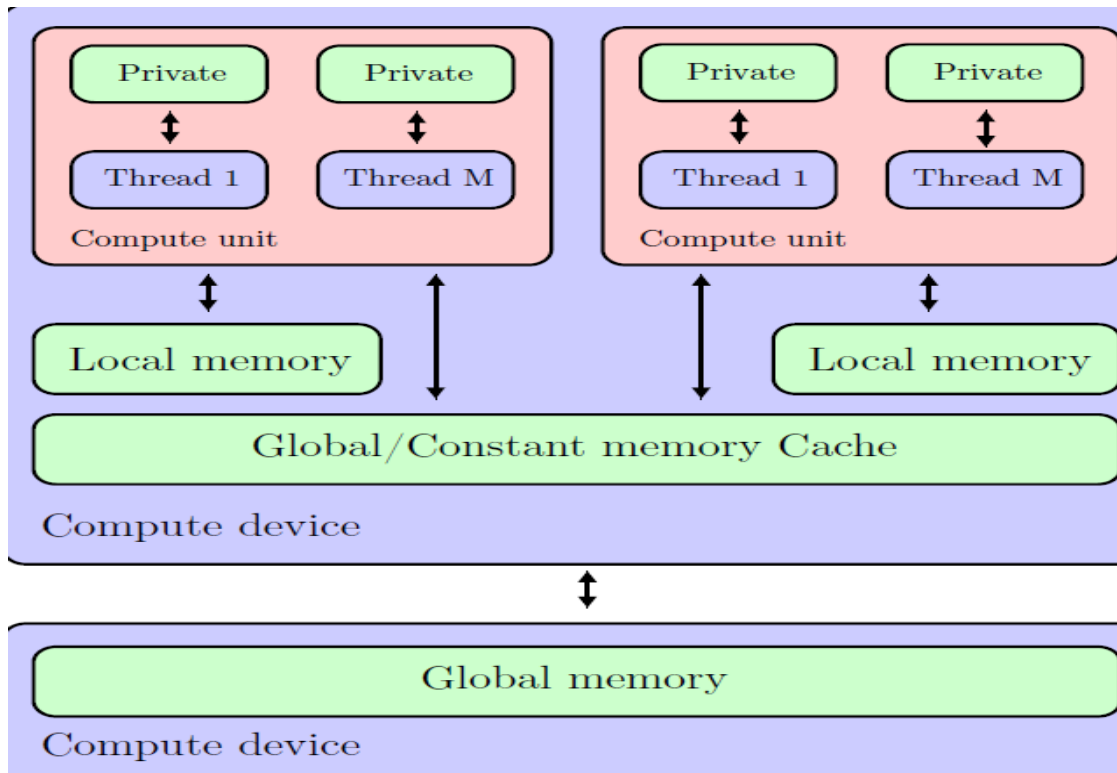 Private Private Private Private
Thread 1 Thread M Thread 1 Thread M
Compute unit Compute unit
Local memory Local memory
Global/Constant memory Cache
Compute device
Global memory
Compute device